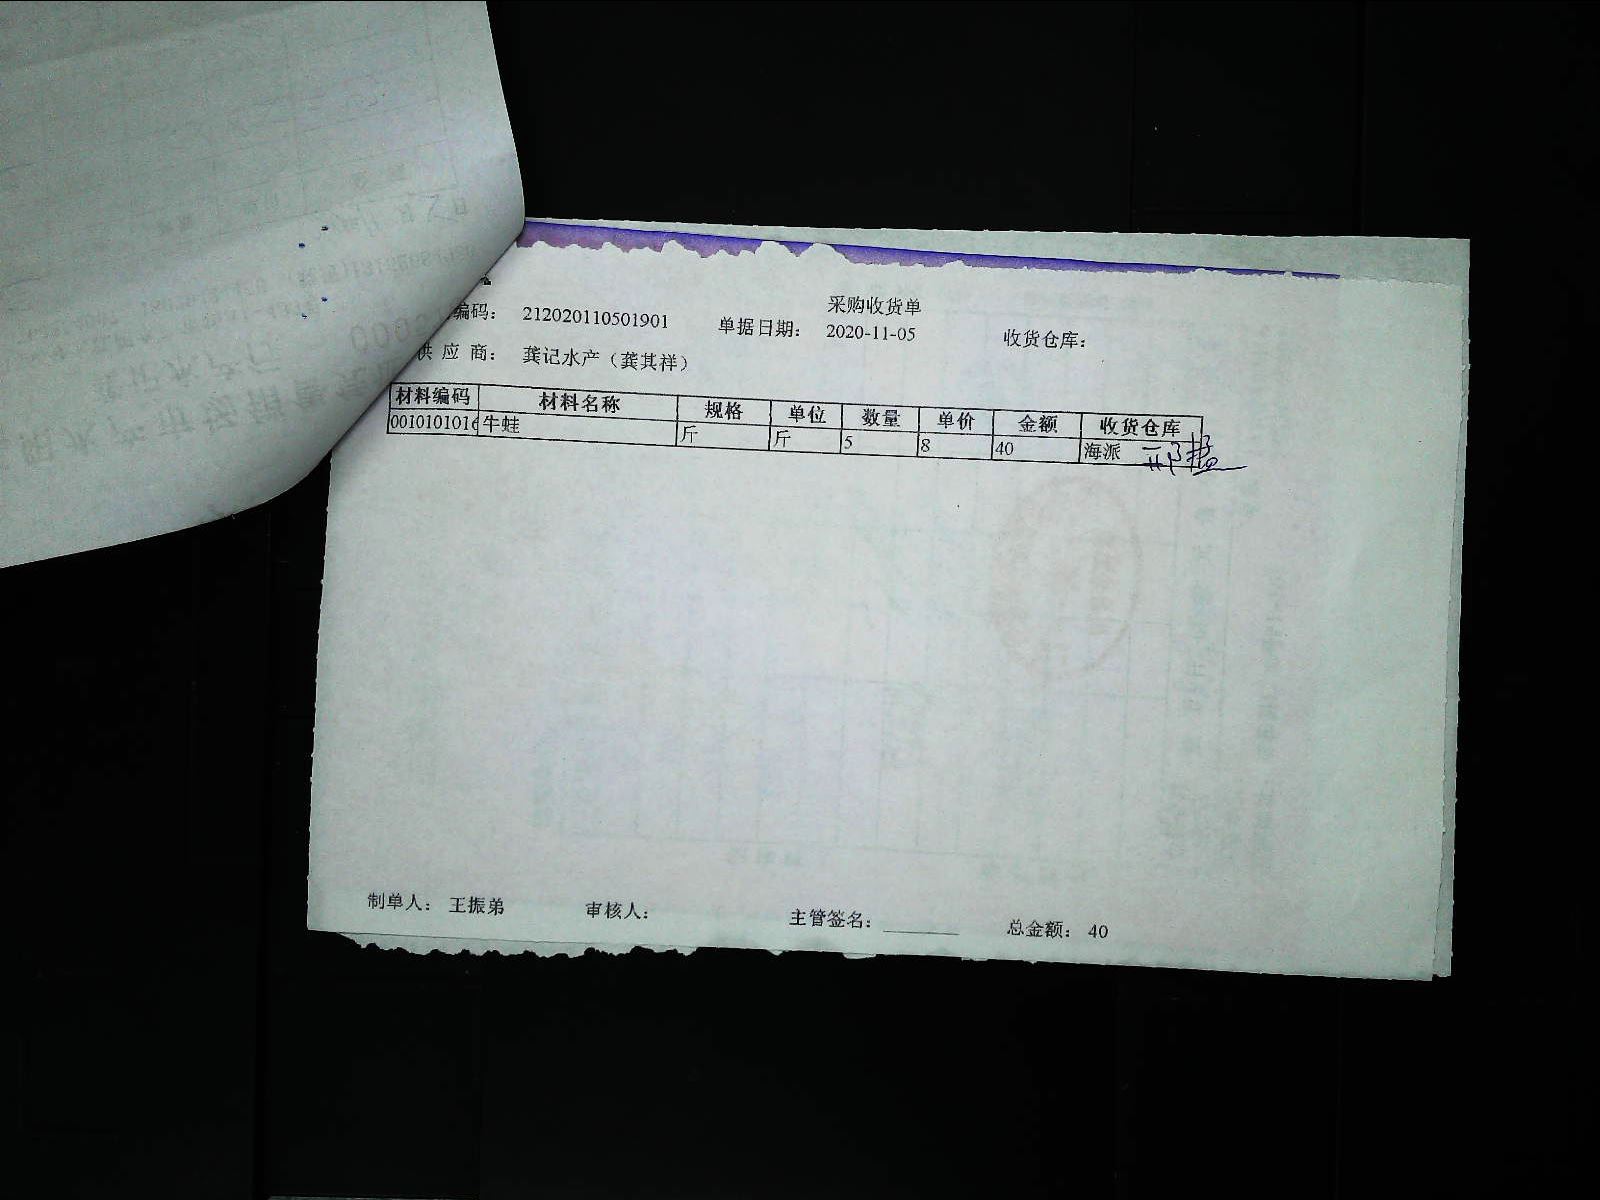 采购收货单
编码： 212020110501901 单据日期： 2020-11-05 收货仓库：
供 应 商： 龚记水产（龚其祥）
材料编码 材料名称 规格 单位 数量 单价 金额 收货仓库
001010101 牛蛙 斤 斤 5 8 40 海派
制单人： 王振弟 审核人： 主管签名： 总金额： 40